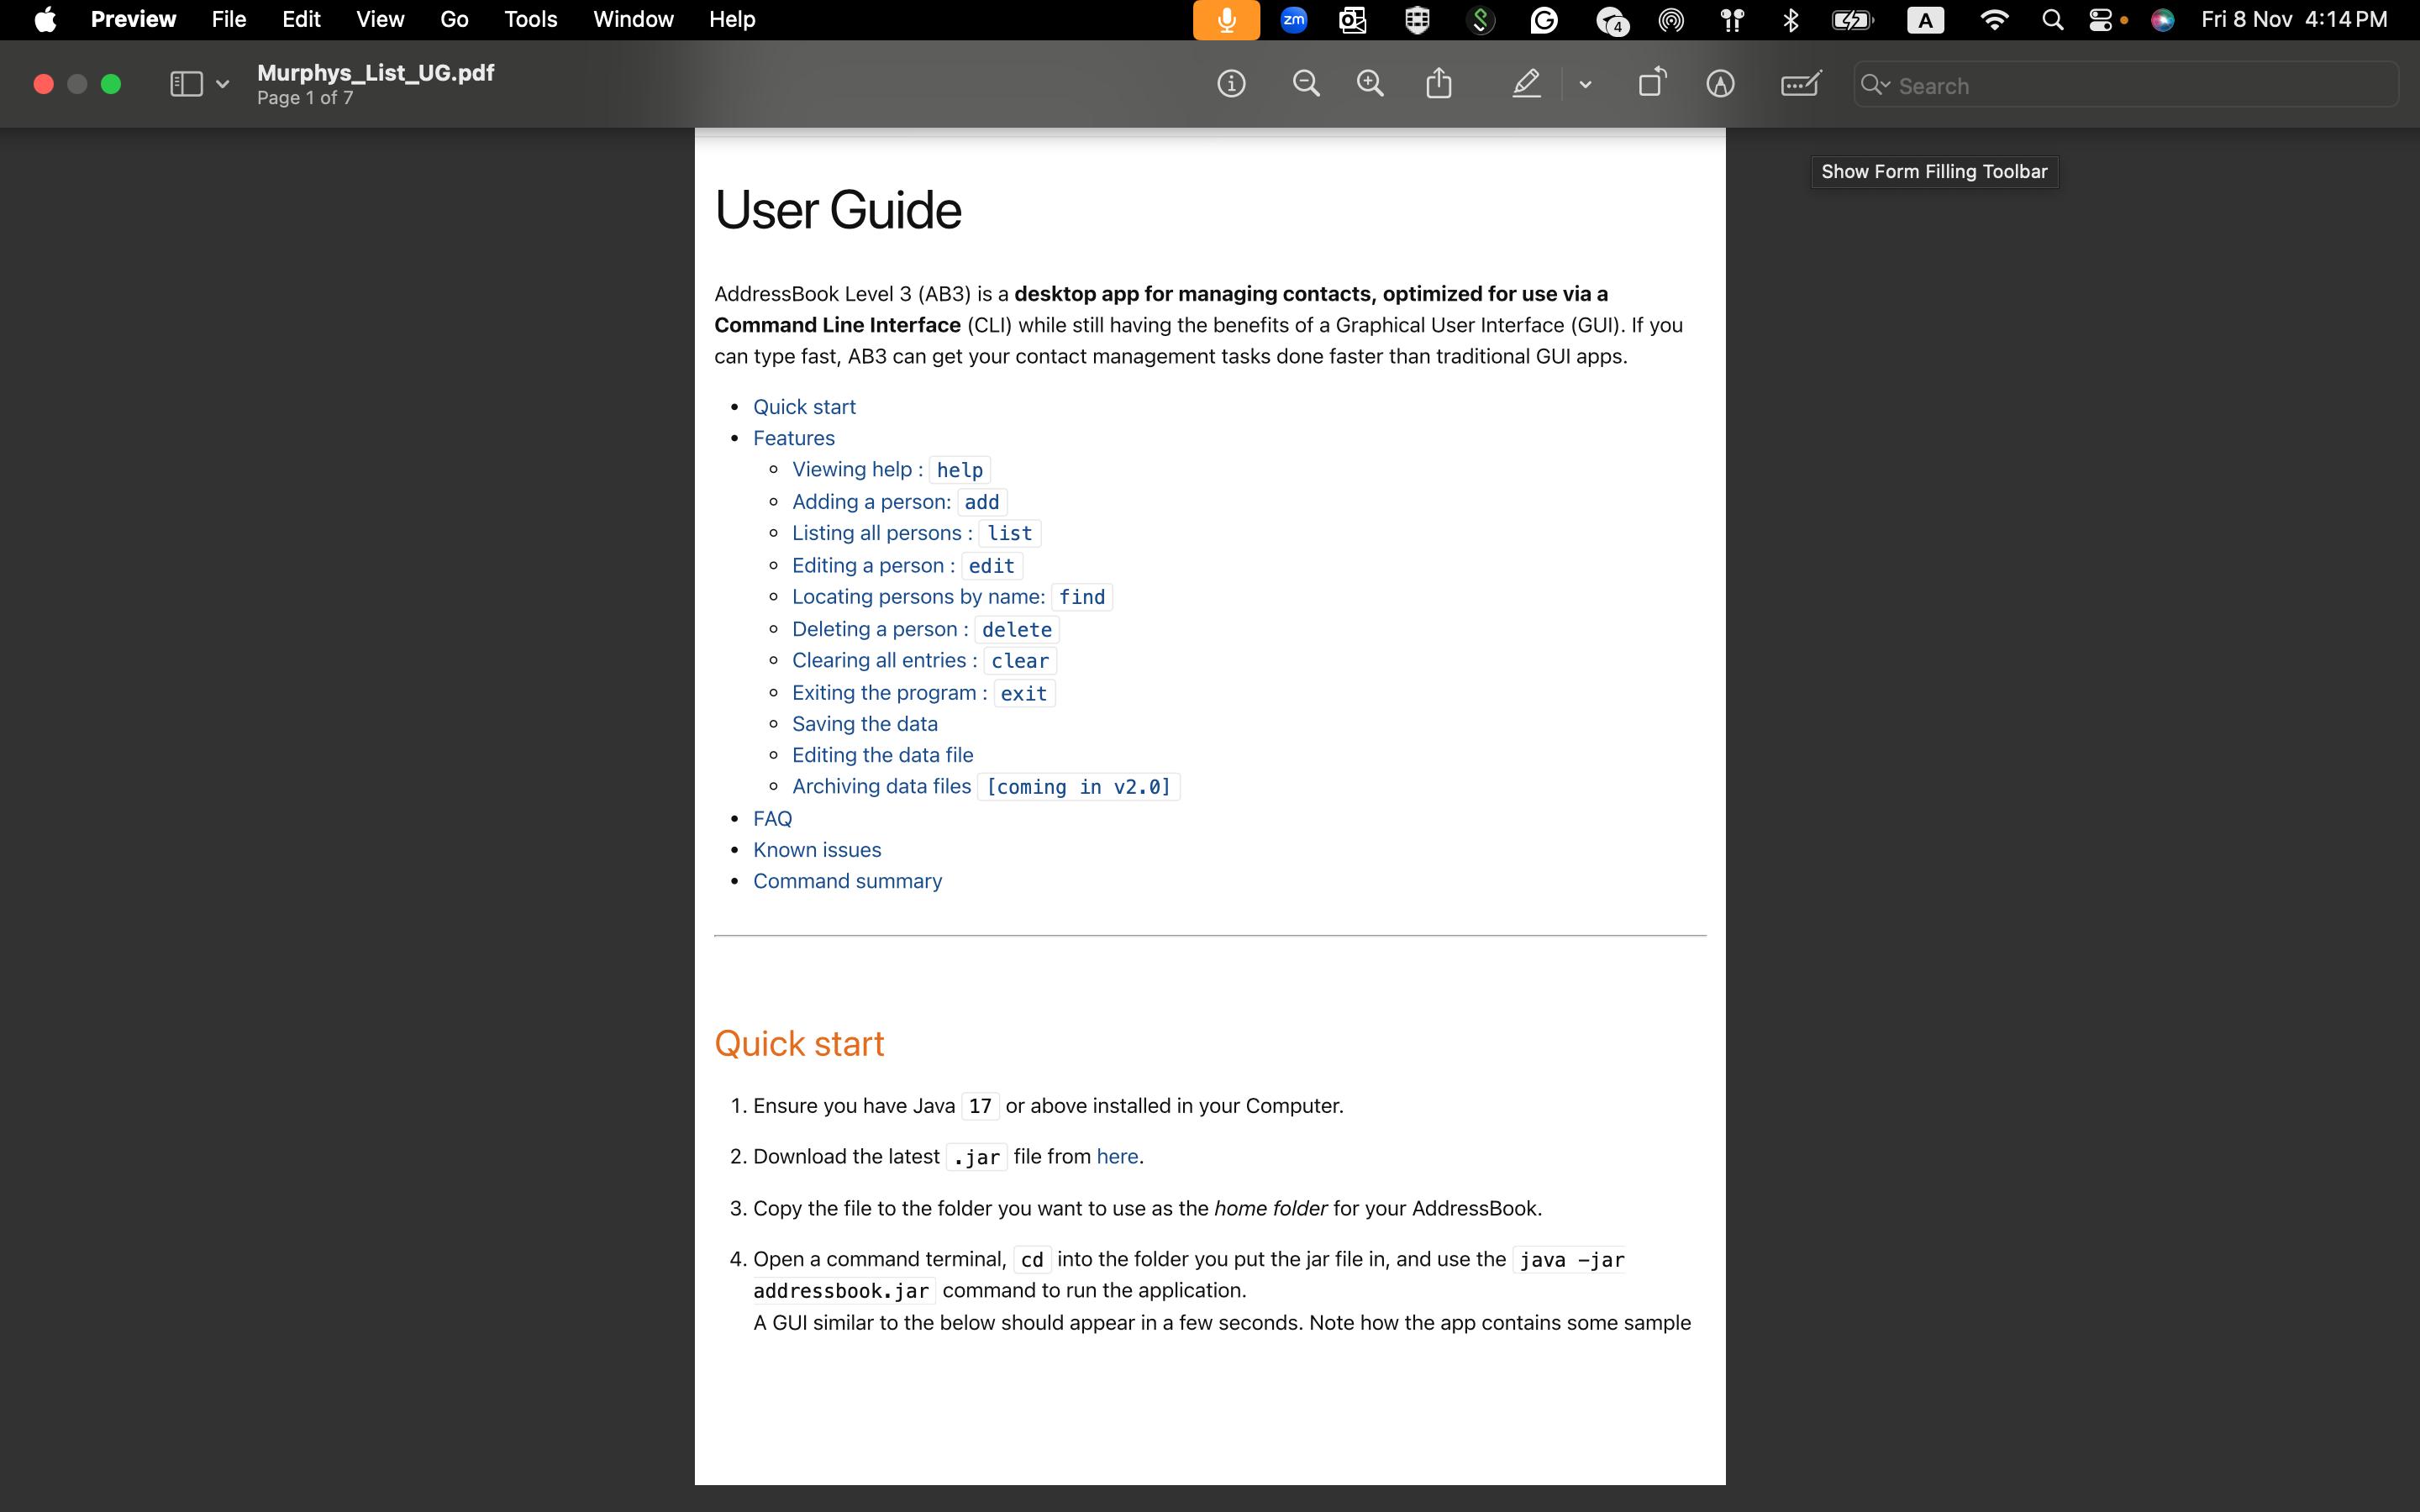 Preview File Edit View Go Tools Window Help zm 4 A Fri 8 Nov 4:14 PM
Murphys_List_UG.pdf
Page 1 of 7
Search
Show Form Filling Toolbar
User Guide
AddressBook Level 3 (AB3) is a desktop app for managing contacts, optimized for use via a
Command Line Interface (CLI) while still having the benefits of a Graphical User Interface (GUI). If you
can type fast, AB3 can get your contact management tasks done faster than traditional GUI apps.
• Quick start
• Features
◦ Viewing help : help
◦ Adding a person: add
◦ Listing all persons : list
◦ Editing a person : edit
◦ Locating persons by name: find
◦ Deleting a person : delete
◦ Clearing all entries : clear
◦ Exiting the program : exit
◦ Saving the data
◦ Editing the data file
◦ Archiving data files [coming in v2.0]
• FAQ
• Known issues
• Command summary
Quick start
1. Ensure you have Java 17 or above installed in your Computer.
2. Download the latest .jar file from here.
3. Copy the file to the folder you want to use as the home folder for your AddressBook.
4. Open a command terminal, cd into the folder you put the jar file in, and use the java -jar
addressbook.jar command to run the application.
A GUI similar to the below should appear in a few seconds. Note how the app contains some sample